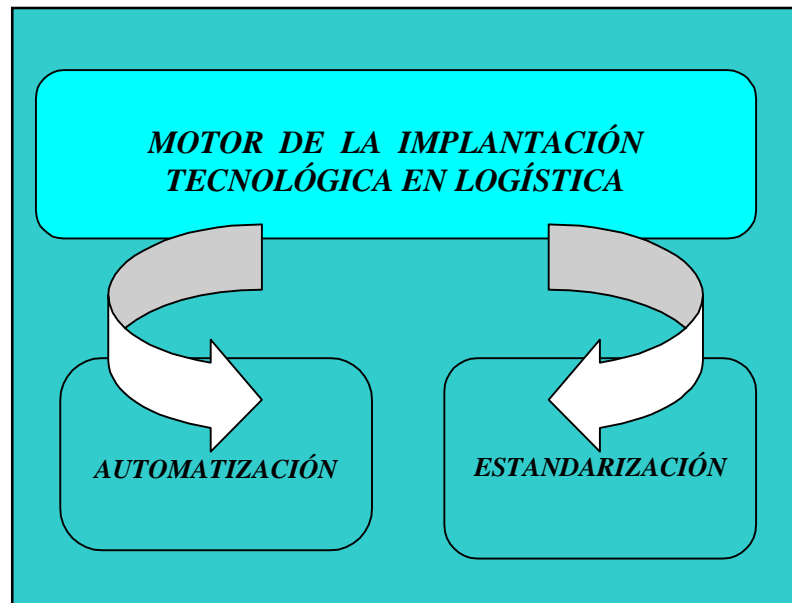 MOTOR DE LA IMPLANTACIÓN
TECNOLÓGICA EN LOGÍSTICA
AUTOMATIZACIÓN
ESTANDARIZACIÓN